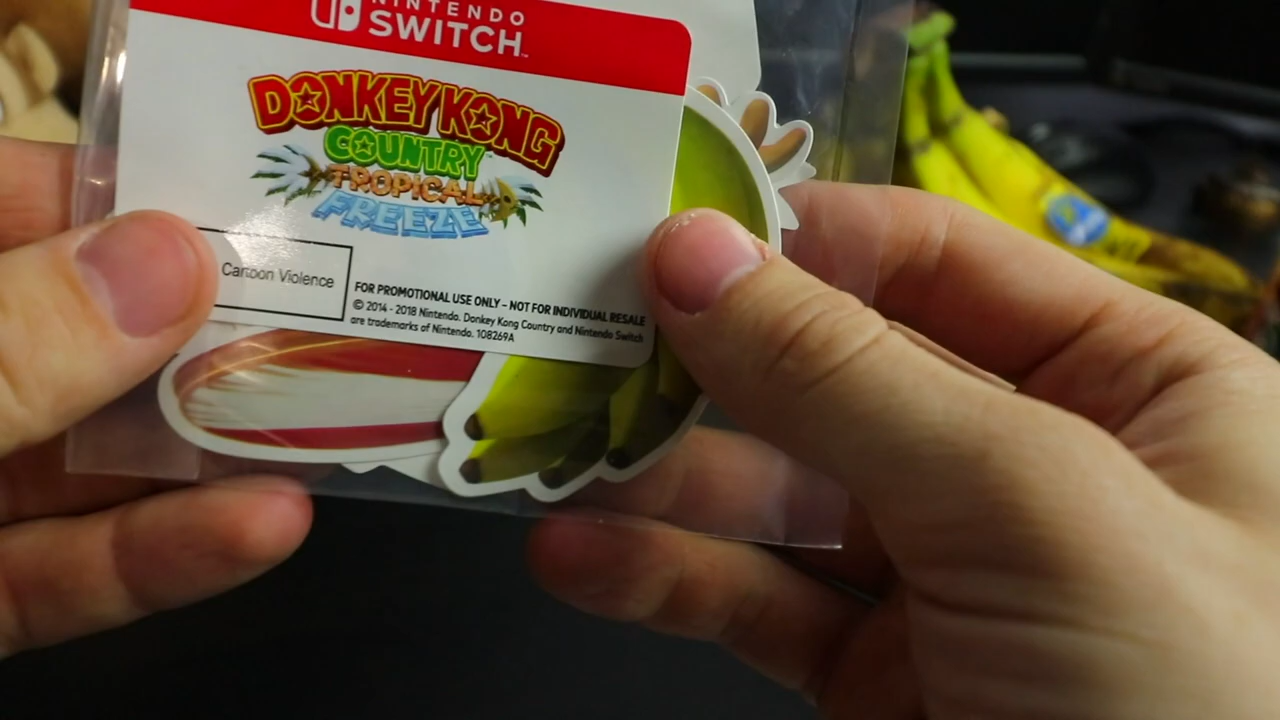 NINTENDO
SWITCH™
DONKEY KONG
COUNTRY
TROPICAL
FREEZE
Cartoon Violence
FOR PROMOTIONAL USE ONLY – NOT FOR INDIVIDUAL RESALE
© 2014 - 2018 Nintendo. Donkey Kong Country and Nintendo Switch
are trademarks of Nintendo. 108269A